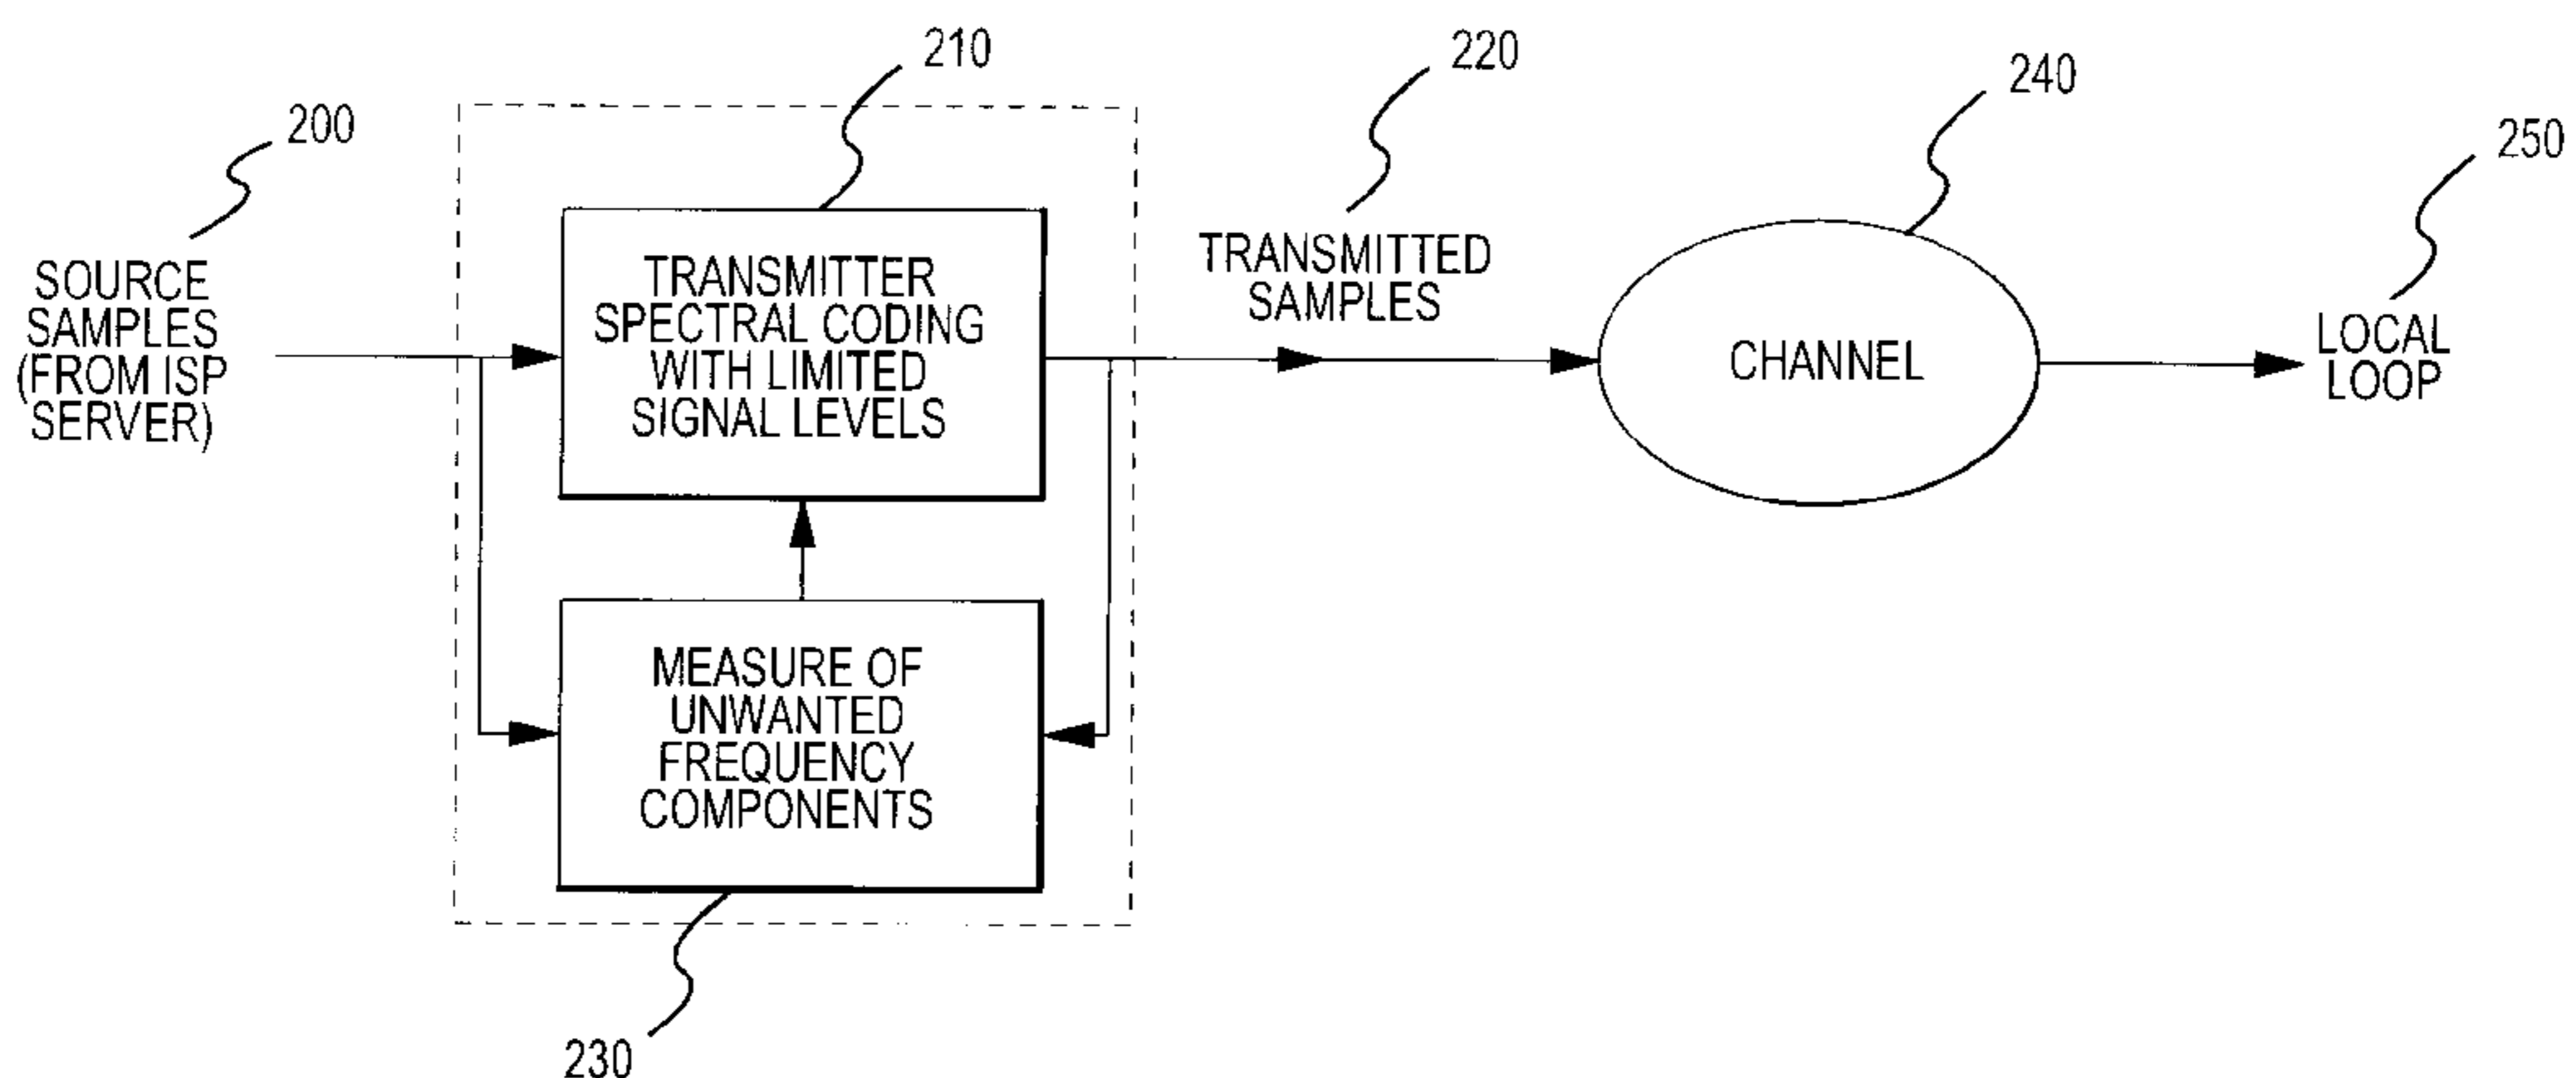 200
SOURCE
SAMPLES
(FROM ISP
SERVER)
210
TRANSMITTER
SPECTRAL CODING
WITH LIMITED
SIGNAL LEVELS
MEASURE OF
UNWANTED
FREQUENCY
COMPONENTS
230
220
TRANSMITTED
SAMPLES
240
CHANNEL
250
LOCAL
LOOP